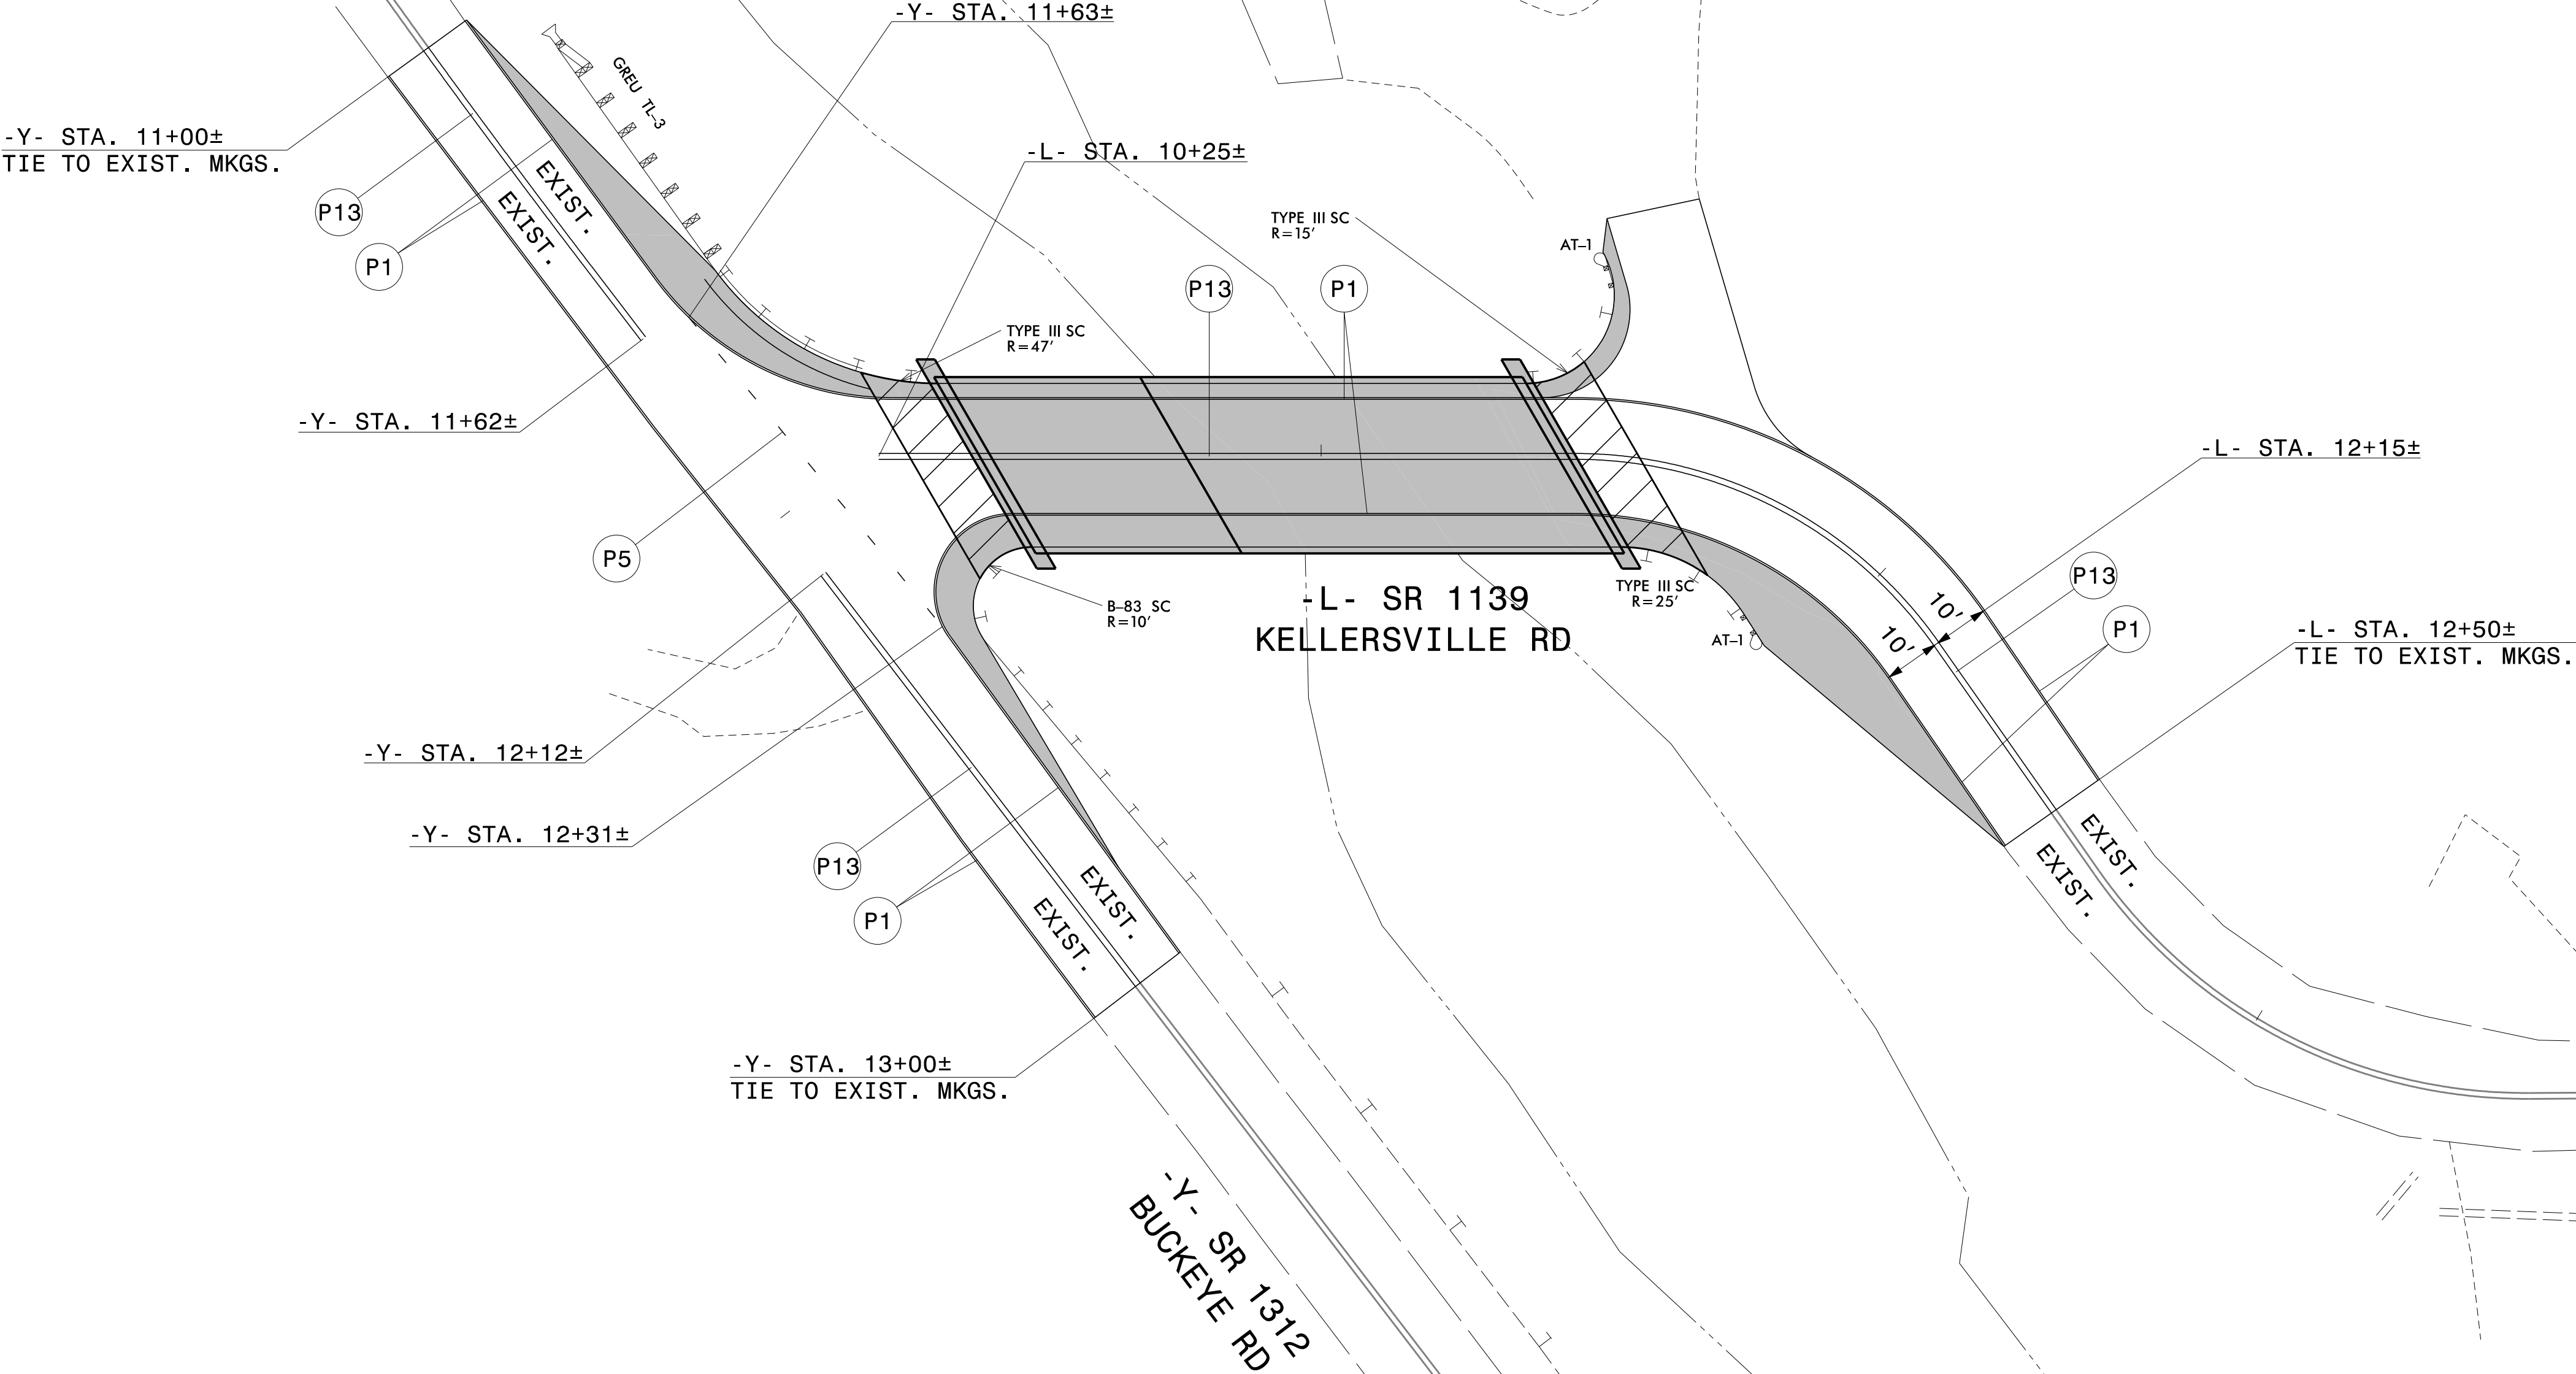 -Y- STA. 11+63±
GREU TL-3
-Y- STA. 11+00±
TIE TO EXIST. MKGS.
-L- STA. 10+25±
P13
EXIST.
EXIST.
P1
TYPE III SC
R=15'
AT-1
P13
P1
TYPE III SC
R=47'
-Y- STA. 11+62±
-L- STA. 12+15±
P5
P13
10'
10'
P1
B-83 SC
R=10'
TYPE III SC
R=25'
AT-1
-L- SR 1139
KELLERSVILLE RD
-L- STA. 12+50±
TIE TO EXIST. MKGS.
-Y- STA. 12+12±
-Y- STA. 12+31±
P13
P1
EXIST.
EXIST.
EXIST.
EXIST.
-Y- STA. 13+00±
TIE TO EXIST. MKGS.
-Y- SR 1312
BUCKEYE RD